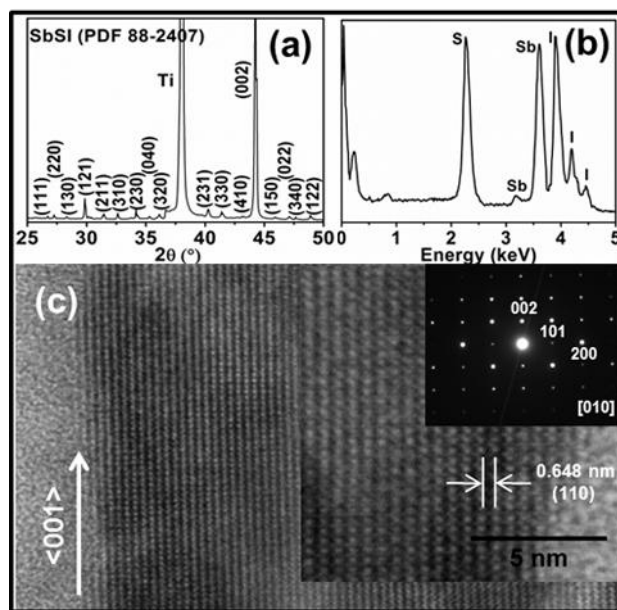 SbSI (PDF 88-2407)
(a)
Ti
(002)
(111)
(220)
(130)
(121)
(211)
(310)
(230)
(040)
(320)
(231)
(330)
(410)
(150)
(022)
(340)
(122)
25 30 35 40 45 50
2θ (°)
(b)
S
Sb
Sb
I
I
I
0 1 2 3 4 5
Energy (keV)
(c)
<001>
002
101
200
[010]
0.648 nm
(110)
5 nm